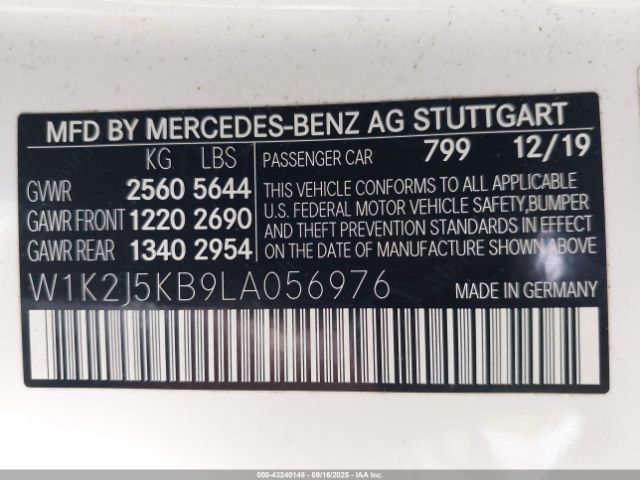 MFD BY MERCEDES-BENZ AG STUTTGART
KG LBS
GVWR 2560 5644
GAWR FRONT 1220 2690
GAWR REAR 1340 2954
PASSENGER CAR 799 12/19
THIS VEHICLE CONFORMS TO ALL APPLICABLE
U.S. FEDERAL MOTOR VEHICLE SAFETY,BUMPER
AND THEFT PREVENTION STANDARDS IN EFFECT
ON THE DATE OF MANUFACTURE SHOWN ABOVE.
W1K2J5KB9LA056976 MADE IN GERMANY
000-43240148 - 09/16/2025 - IAA Inc.